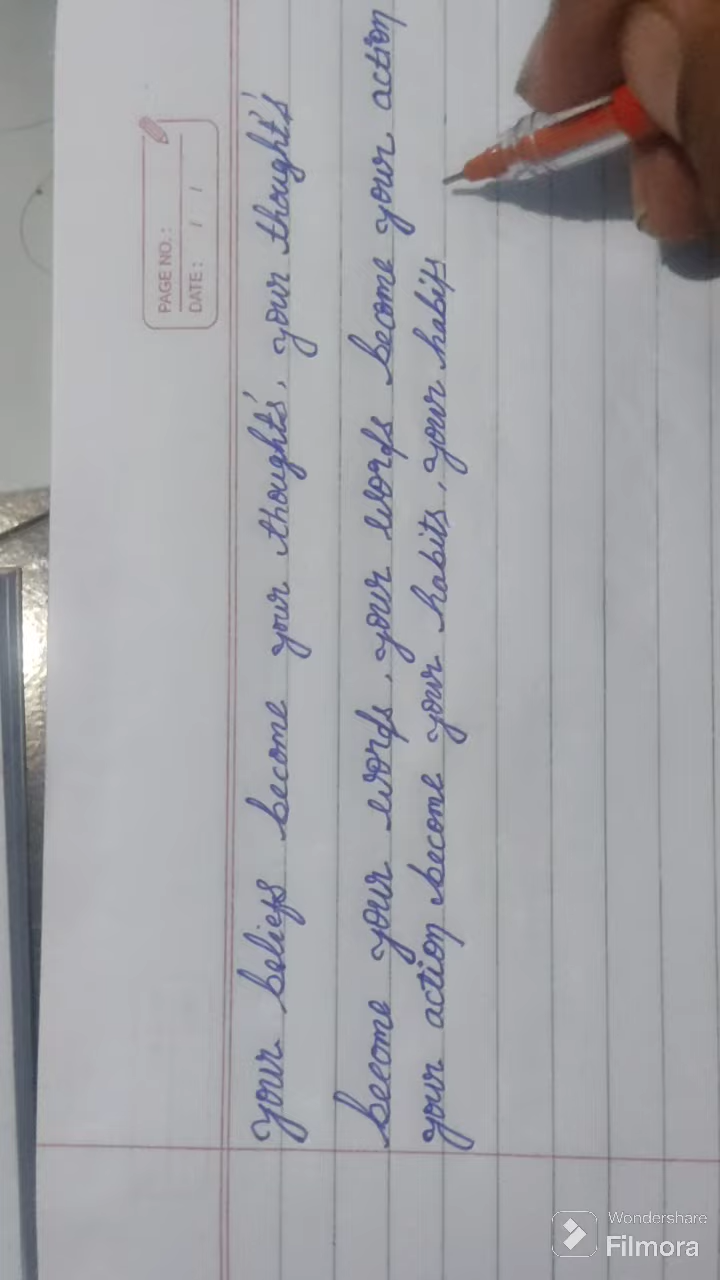 PAGE NO.:
DATE: / /
your beliefs become your thoughts, your thoughts
become your words, your words become your action
your action become your habits, your habits
Wondershare
Filmora